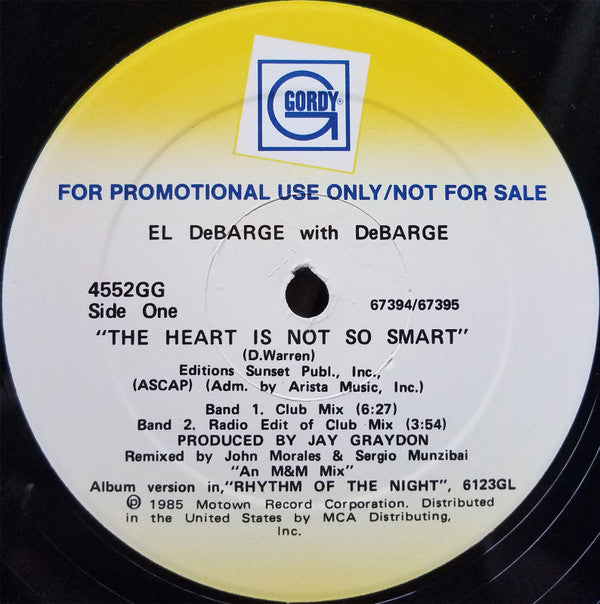 GORDY®
FOR PROMOTIONAL USE ONLY/NOT FOR SALE
EL DeBARGE with DeBARGE
4552GG
Side One
67394/67395
"THE HEART IS NOT SO SMART"
(D.Warren)
Editions Sunset Publ., Inc.,
(ASCAP) (Adm. by Arista Music, Inc.)
Band 1. Club Mix (6:27)
Band 2. Radio Edit of Club Mix (3:54)
PRODUCED BY JAY GRAYDON
Remixed by John Morales & Sergio Munzibai
"An M&M Mix"
Album version in,"RHYTHM OF THE NIGHT", 6123GL
℗ 1985 Motown Record Corporation. Distributed
in the United States by MCA Distributing,
Inc.